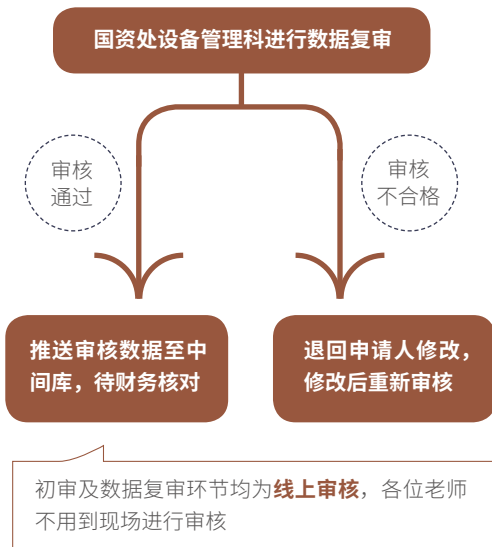 国资处设备管理科进行数据复审
审核
通过
审核
不合格
推送审核数据至中
间库，待财务核对
退回申请人修改，
修改后重新审核
初审及数据复审环节均为线上审核，各位老师
不用到现场进行审核